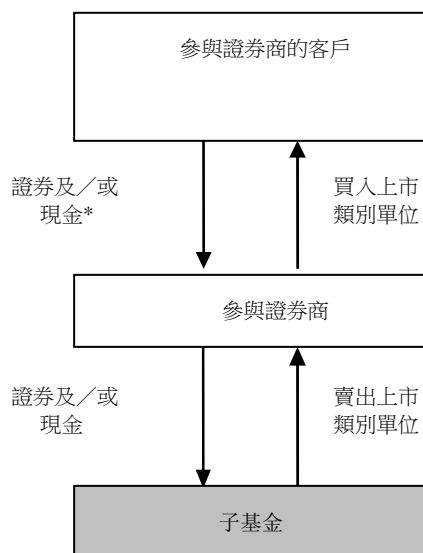 參與證券商的客戶
證券及／或
現金*
買入上市
類別單位
參與證券商
證券及／或
現金
賣出上市
類別單位
子基金